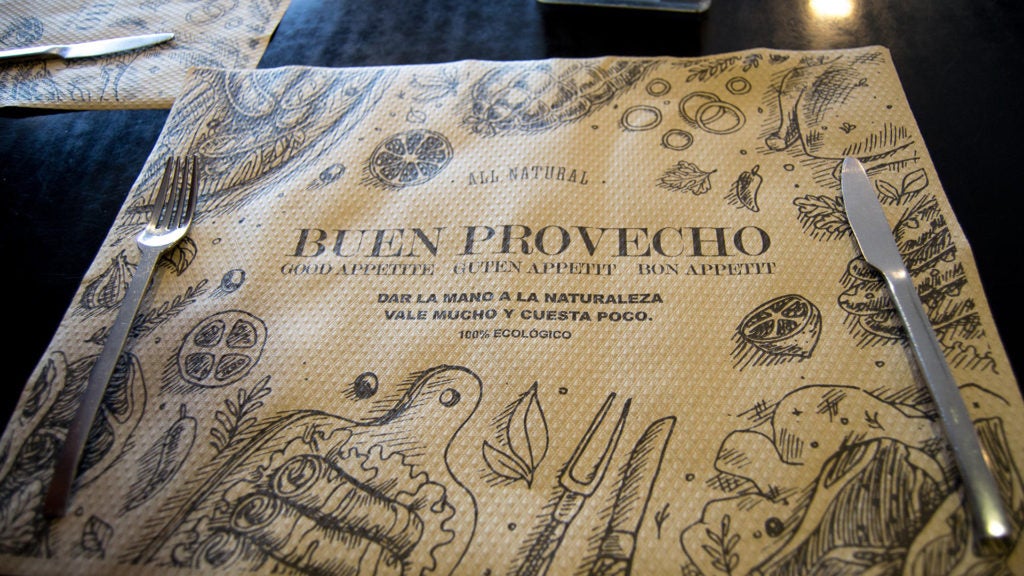 · ALL NATURAL ·
BUEN PROVECHO
GOOD APPETITE GUTEN APPETIT BON APPETIT
DAR LA MANO A LA NATURALEZA
VALE MUCHO Y CUESTA POCO.
100% ECOLÓGICO